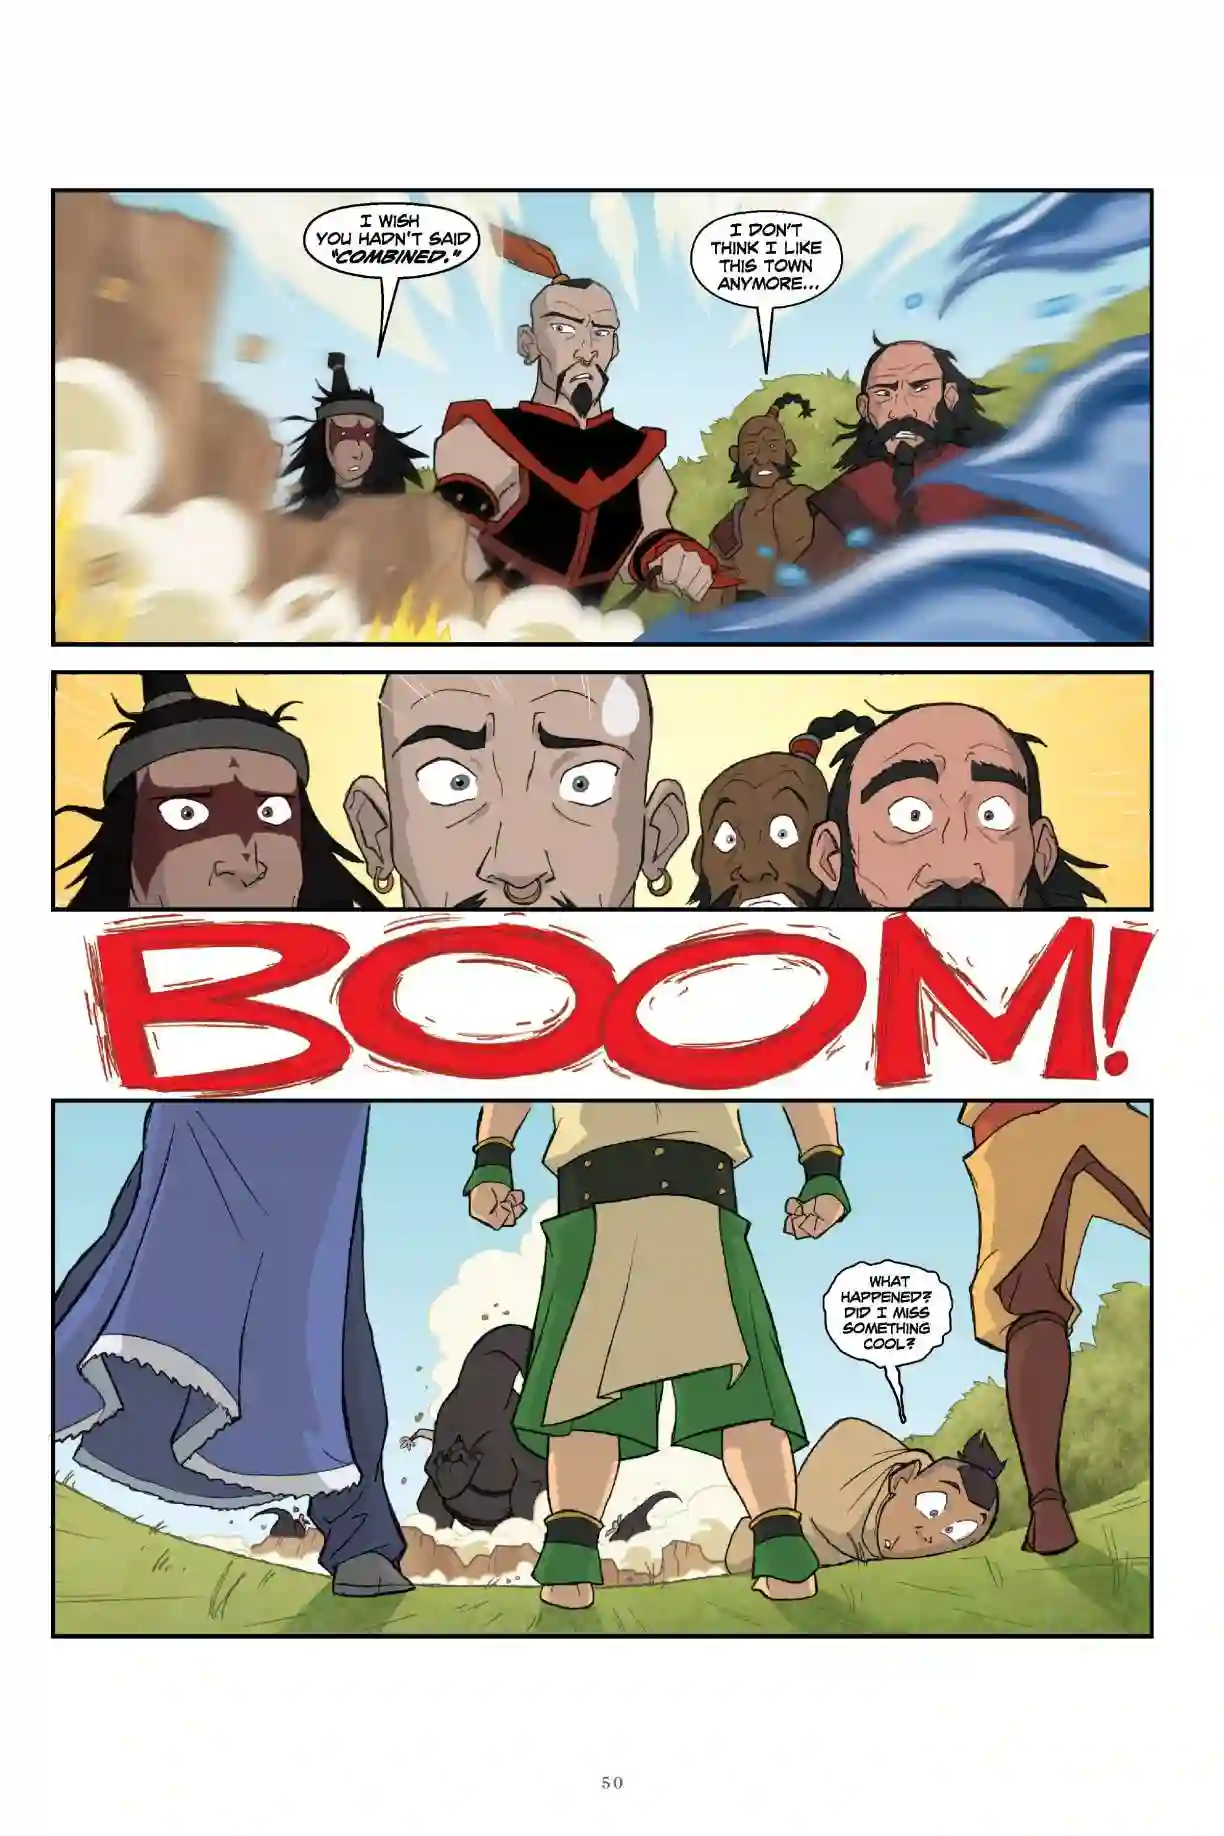 I WISH
YOU HADN'T SAID
"COMBINED."
I DON'T
THINK I LIKE
THIS TOWN
ANYMORE...
BOOM!
WHAT
HAPPENED?
DID I MISS
SOMETHING
COOL?
50